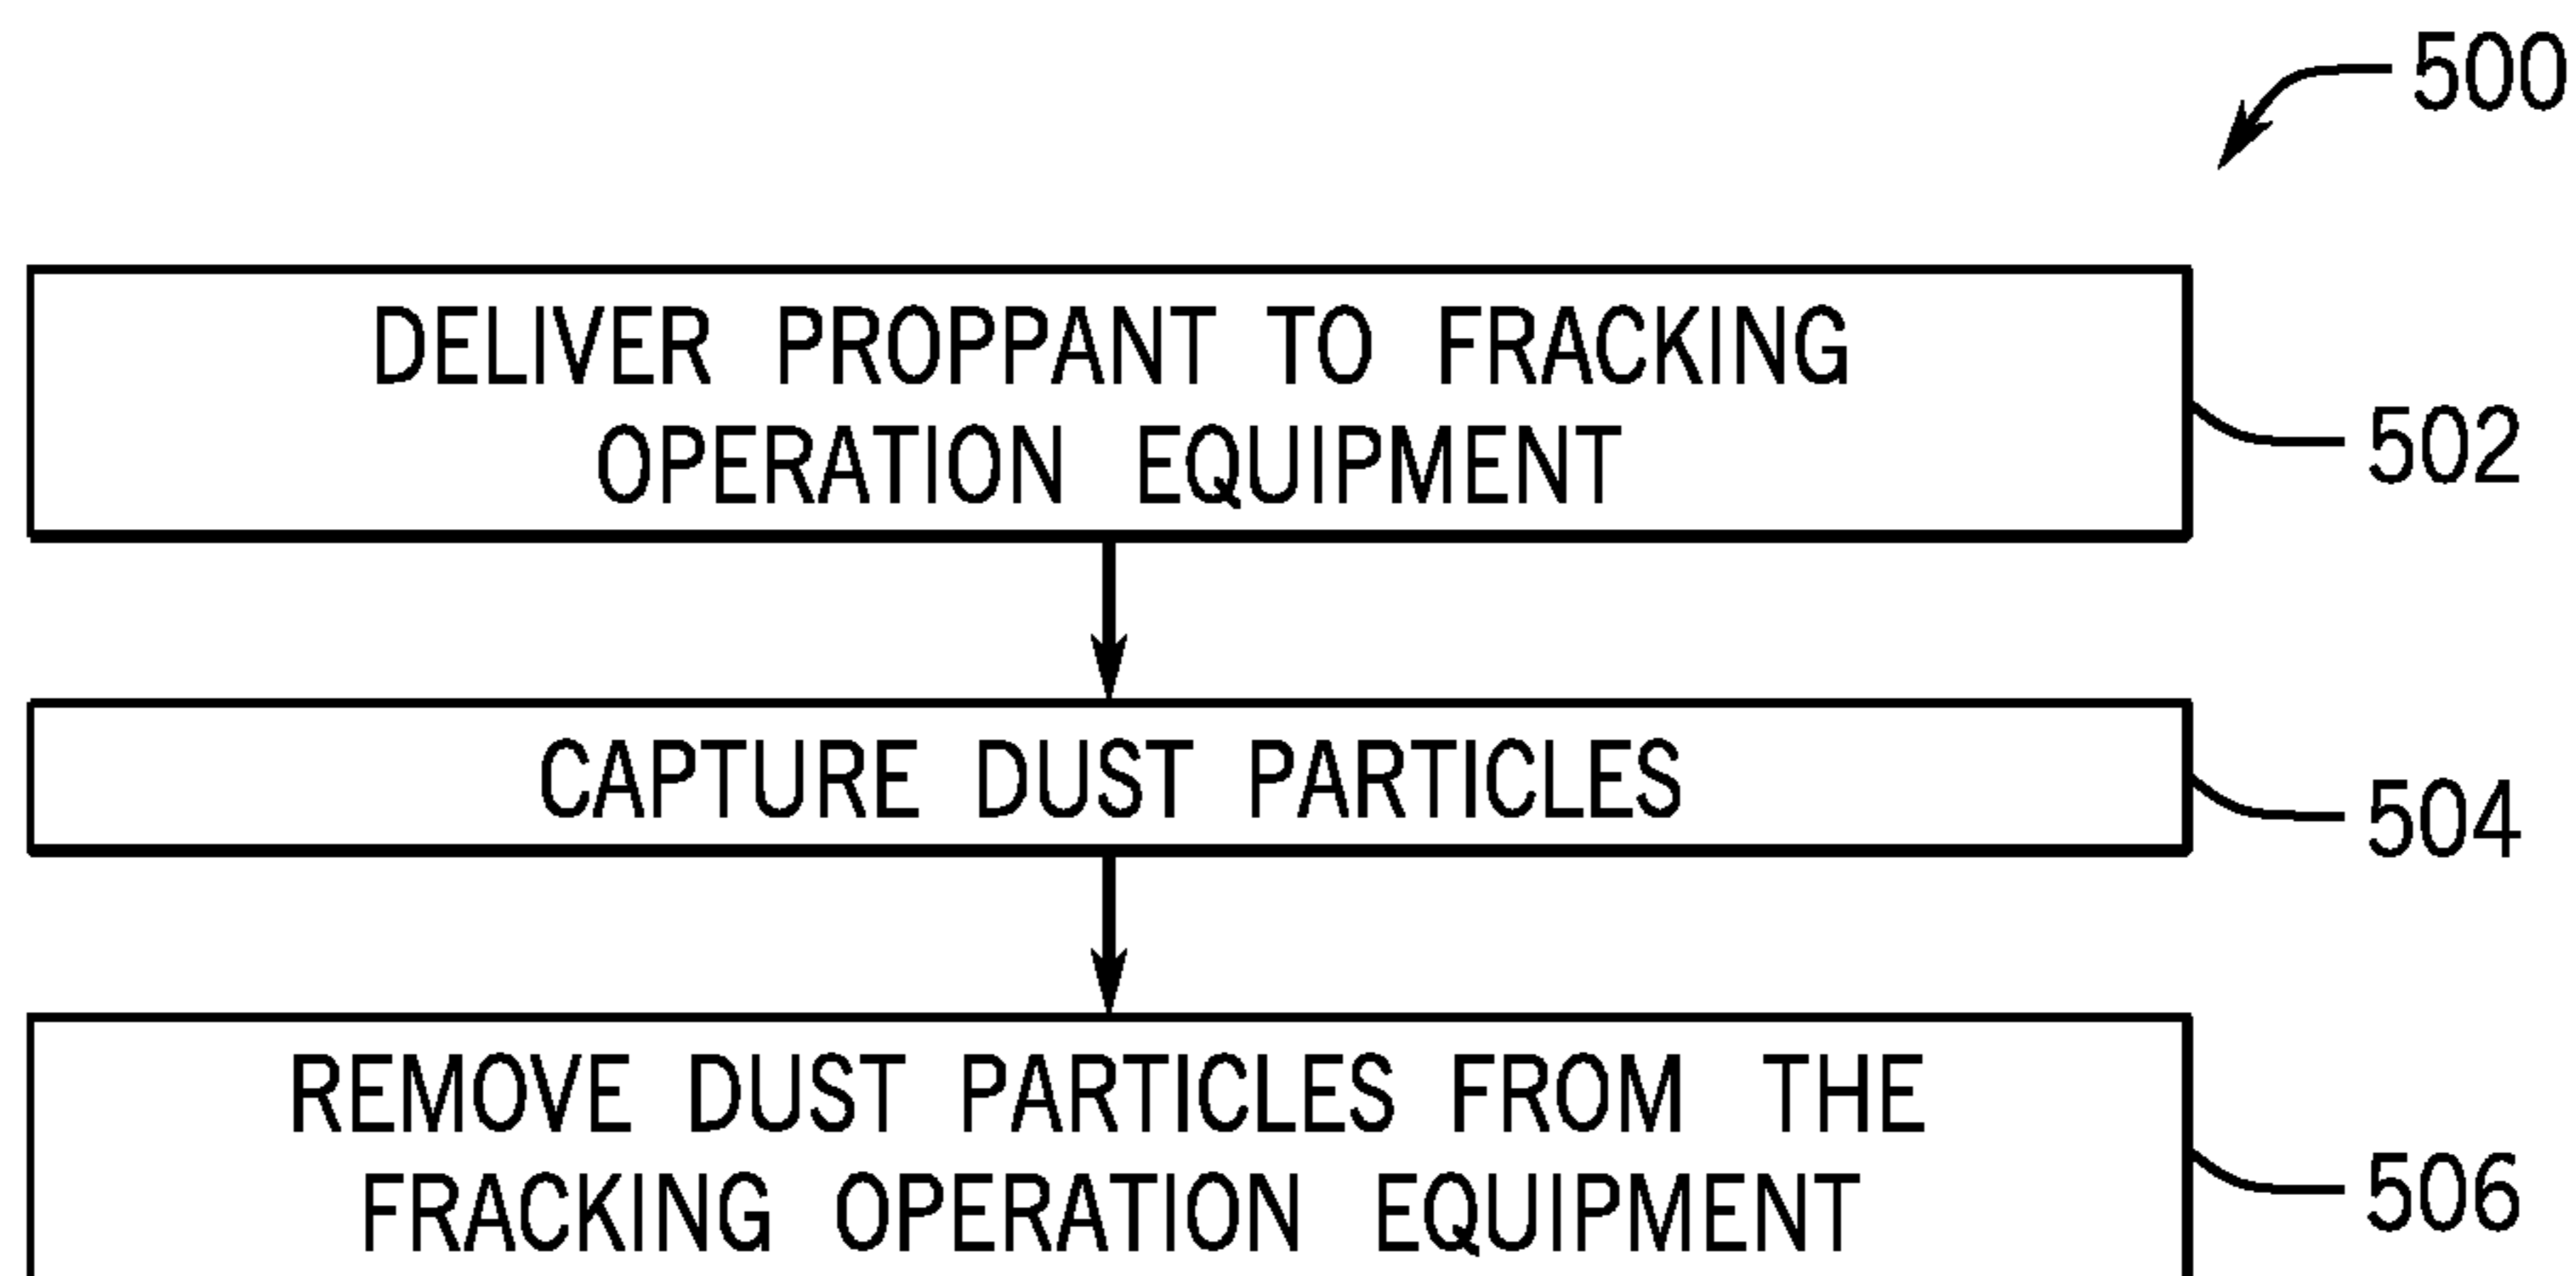 500
DELIVER PROPPANT TO FRACKING
OPERATION EQUIPMENT
502
CAPTURE DUST PARTICLES
504
REMOVE DUST PARTICLES FROM THE
FRACKING OPERATION EQUIPMENT
506